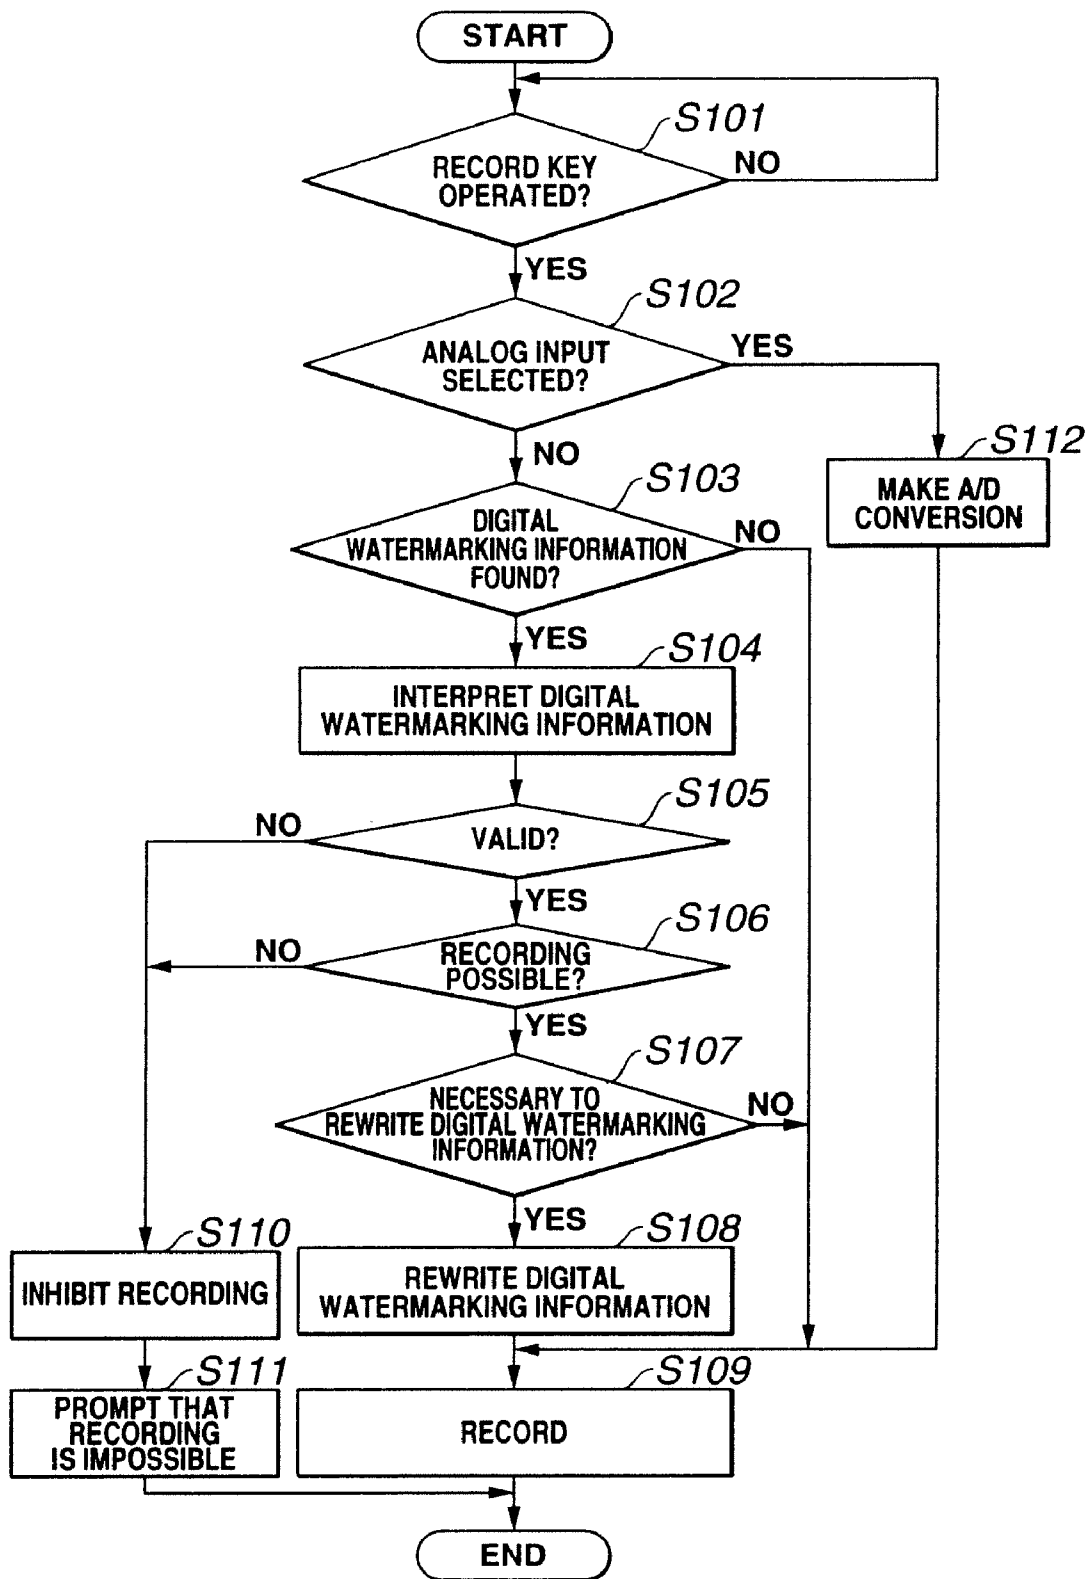 START
S101
RECORD KEY
OPERATED?
NO
YES
S102
ANALOG INPUT
SELECTED?
YES
NO
S112
MAKE A/D
CONVERSION
S103
DIGITAL
WATERMARKING INFORMATION
FOUND?
NO
YES
S104
INTERPRET DIGITAL
WATERMARKING INFORMATION
S105
VALID?
NO
YES
S106
RECORDING
POSSIBLE?
NO
YES
S107
NECESSARY TO
REWRITE DIGITAL WATERMARKING
INFORMATION?
NO
YES
S110
INHIBIT RECORDING
S108
REWRITE DIGITAL
WATERMARKING INFORMATION
S111
PROMPT THAT
RECORDING
IS IMPOSSIBLE
S109
RECORD
END